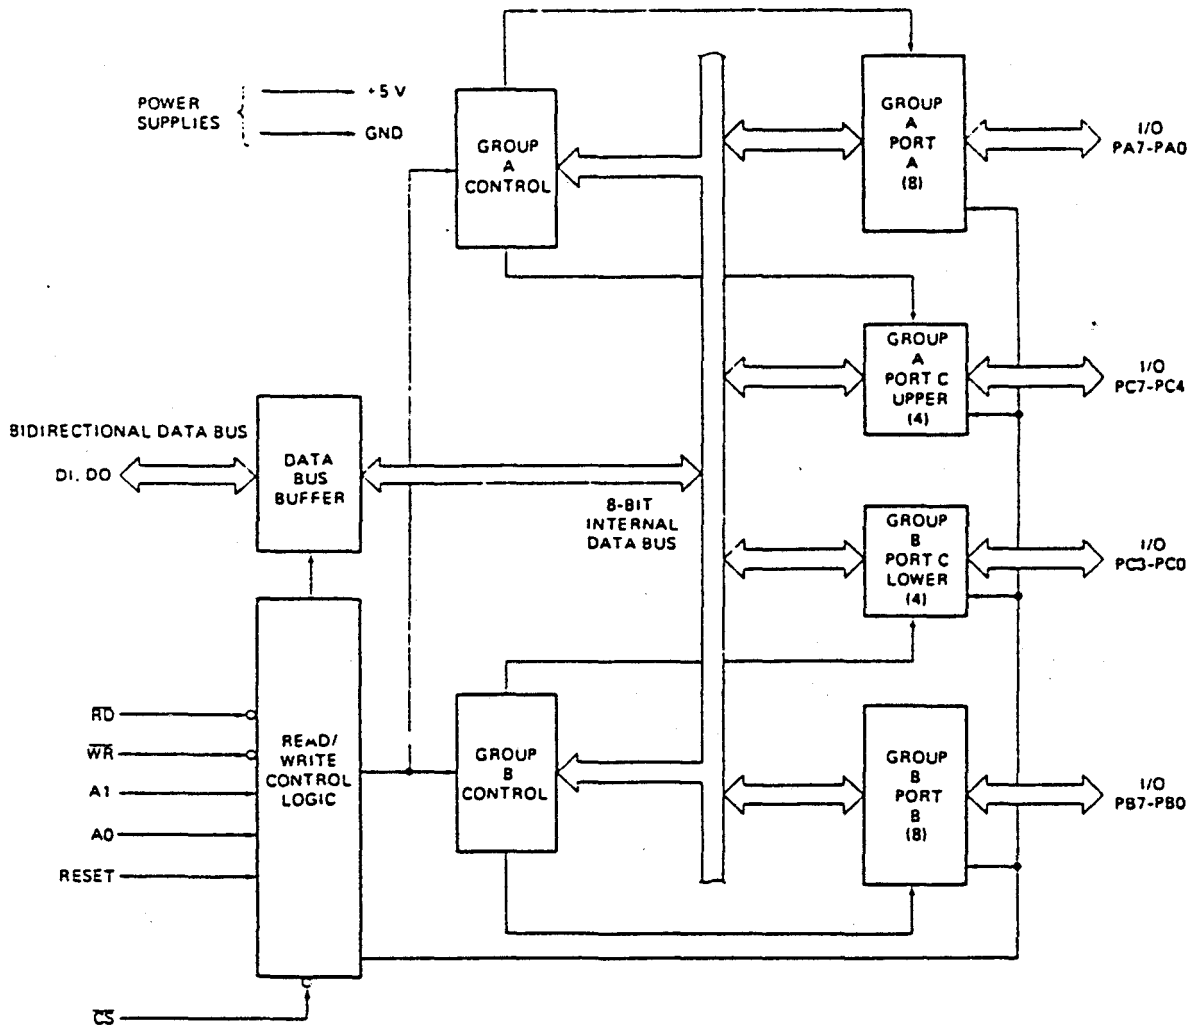 POWER
SUPPLIES
+5 V
GND
GROUP
A
CONTROL
GROUP
A
PORT
A
(8)
I/O
PA7-PA0
GROUP
A
PORT C
UPPER
(4)
I/O
PC7-PC4
BIDIRECTIONAL DATA BUS
DI, DO
DATA
BUS
BUFFER
8-BIT
INTERNAL
DATA BUS
GROUP
B
PORT C
LOWER
(4)
I/O
PC3-PC0
RD
WR
A1
A0
RESET
CS
READ/
WRITE
CONTROL
LOGIC
GROUP
B
CONTROL
GROUP
B
PORT
B
(8)
I/O
PB7-PB0